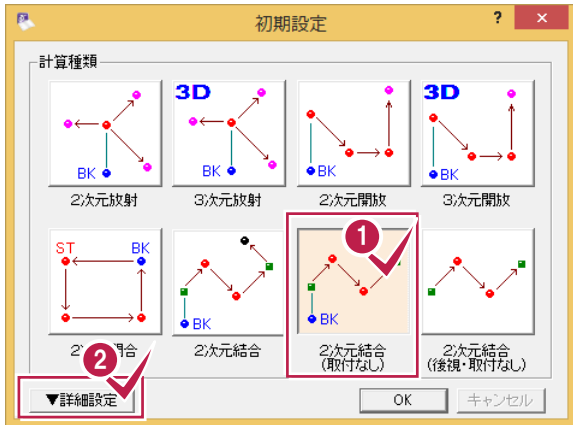 初期設定
?
×
計算種類
BK
2次元放射
3D
BK
3次元放射
BK
2次元開放
3D
BK
3次元開放
ST
BK
2
合
BK
2次元結合
1
BK
2次元結合
(取付なし)
2次元結合
(後視・取付なし)
2
▼詳細設定
OK
キャンセル